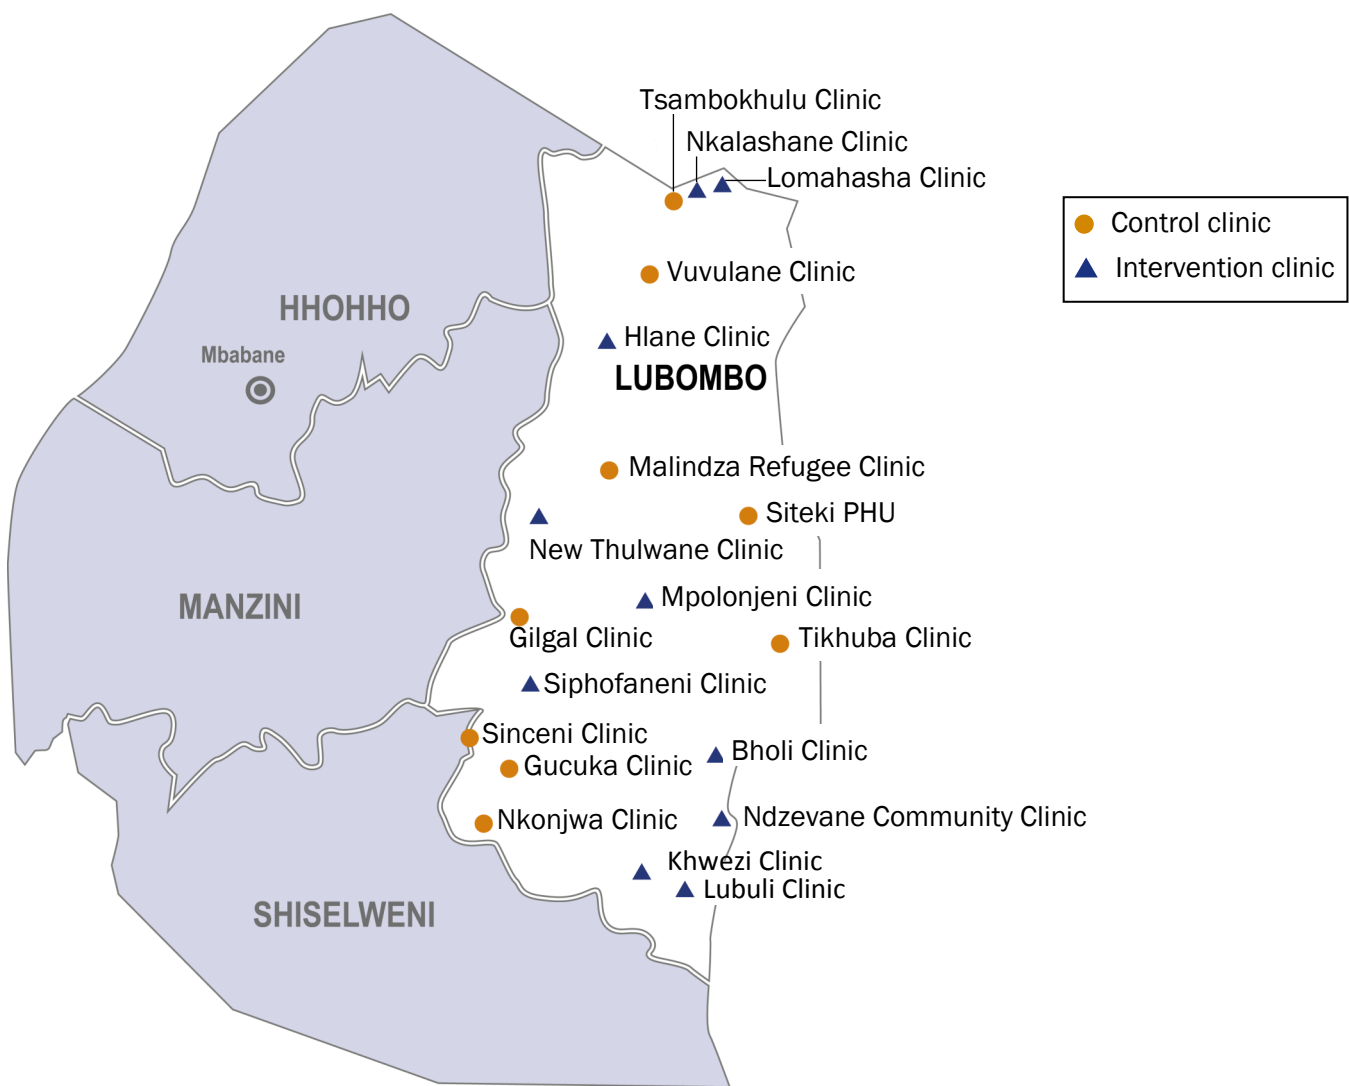 Tsambokhulu Clinic
Nkalashane Clinic
Lomahasha Clinic
Control clinic
Intervention clinic
Vuvulane Clinic
HHOHHO
Hlane Clinic
Mbabane
LUBOMBO
Malindza Refugee Clinic
Siteki PHU
New Thulwane Clinic
Mpolonjeni Clinic
MANZINI
Gilgal Clinic
Tikhuba Clinic
Siphofaneni Clinic
Sinceni Clinic
Bholi Clinic
Gucuka Clinic
Nkonjwa Clinic
Ndzevane Community Clinic
Khwezi Clinic
Lubuli Clinic
SHISELWENI